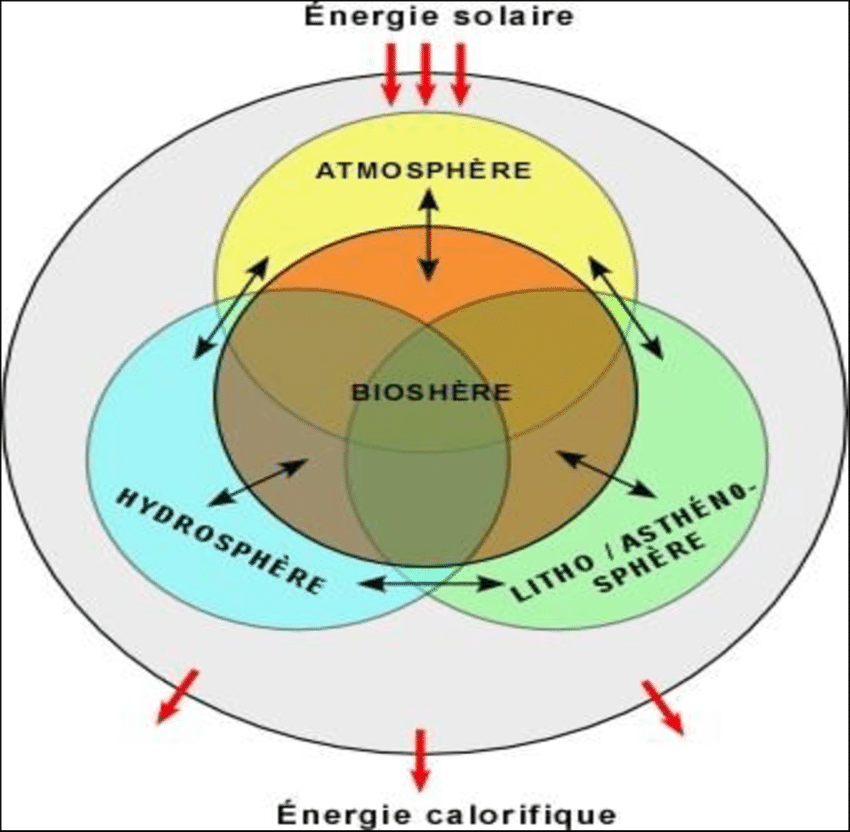 Énergie solaire
ATMOSPHÈRE
BIOSHÈRE
HYDROSPHÈRE
LITHO / ASTHÉNO-
SPHÈRE
Énergie calorifique